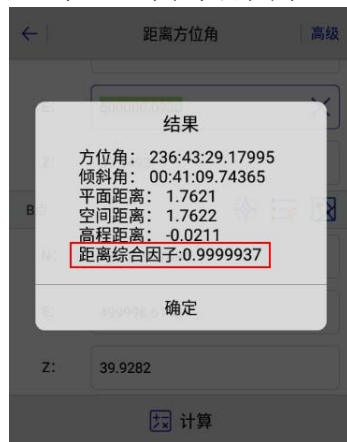 距离方位角
高级
E:
500000.0000
结果
方位角： 236:43:29.17995
倾斜角： 00:41:09.74365
平面距离： 1.7621
空间距离： 1.7622
高程距离： -0.0211
距离综合因子:0.9999937
B
N:
确定
E:
Z:
39.9282
计算